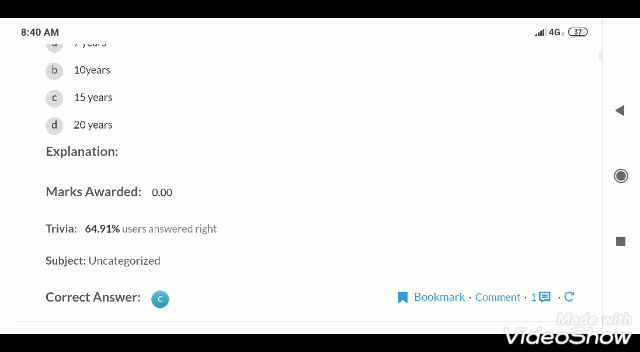 8:40 AM 4G 37
b 10years
c 15 years
d 20 years
Explanation:
Marks Awarded: 0.00
Trivia: 64.91% users answered right
Subject: Uncategorized
Correct Answer: c Bookmark · Comment · 1 ·
Made with
VideoShow